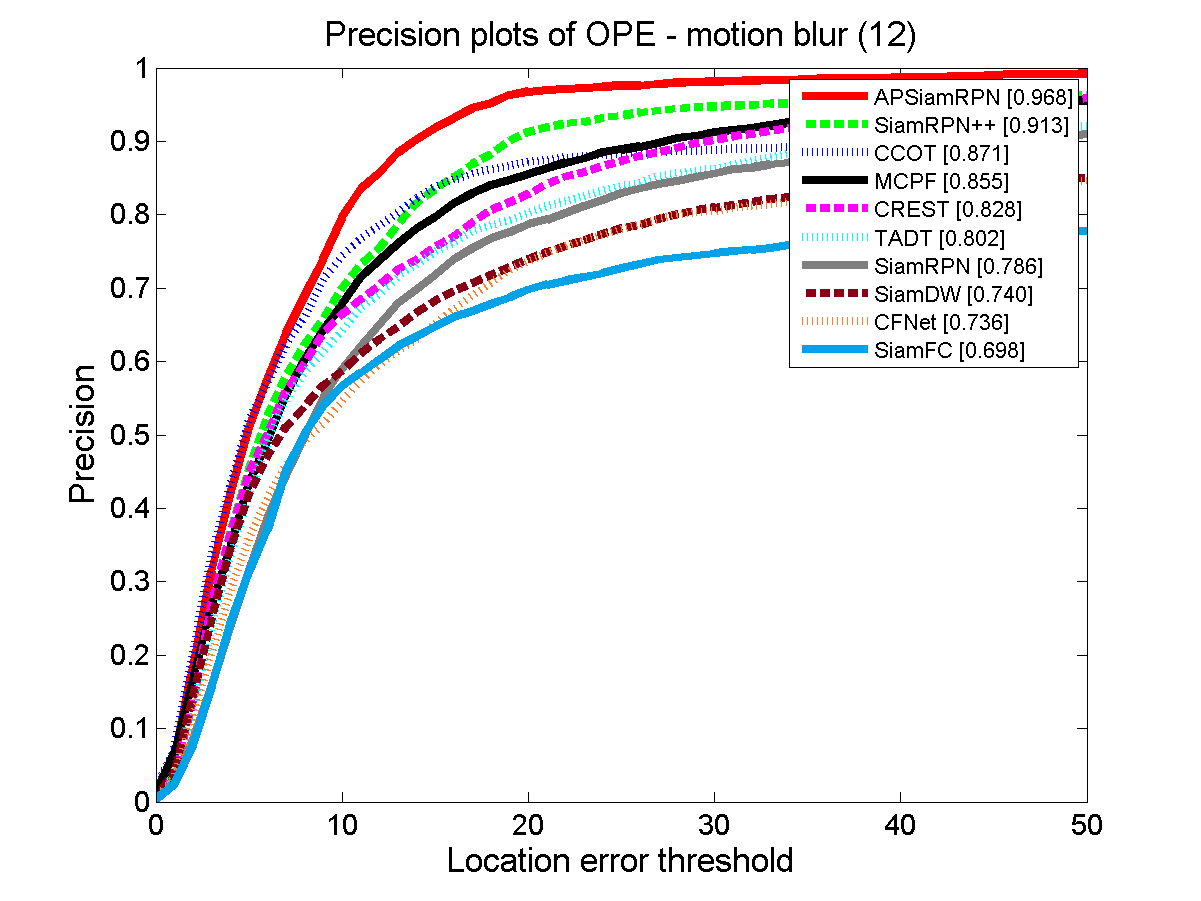 Precision plots of OPE - motion blur (12)
1
0.9
0.8
0.7
0.6
0.5
0.4
0.3
0.2
0.1
0
Precision
APSiamRPN [0.968]
SiamRPN++ [0.913]
CCOT [0.871]
MCPF [0.855]
CREST [0.828]
TADT [0.802]
SiamRPN [0.786]
SiamDW [0.740]
CFNet [0.736]
SiamFC [0.698]
0 10 20 30 40 50
Location error threshold